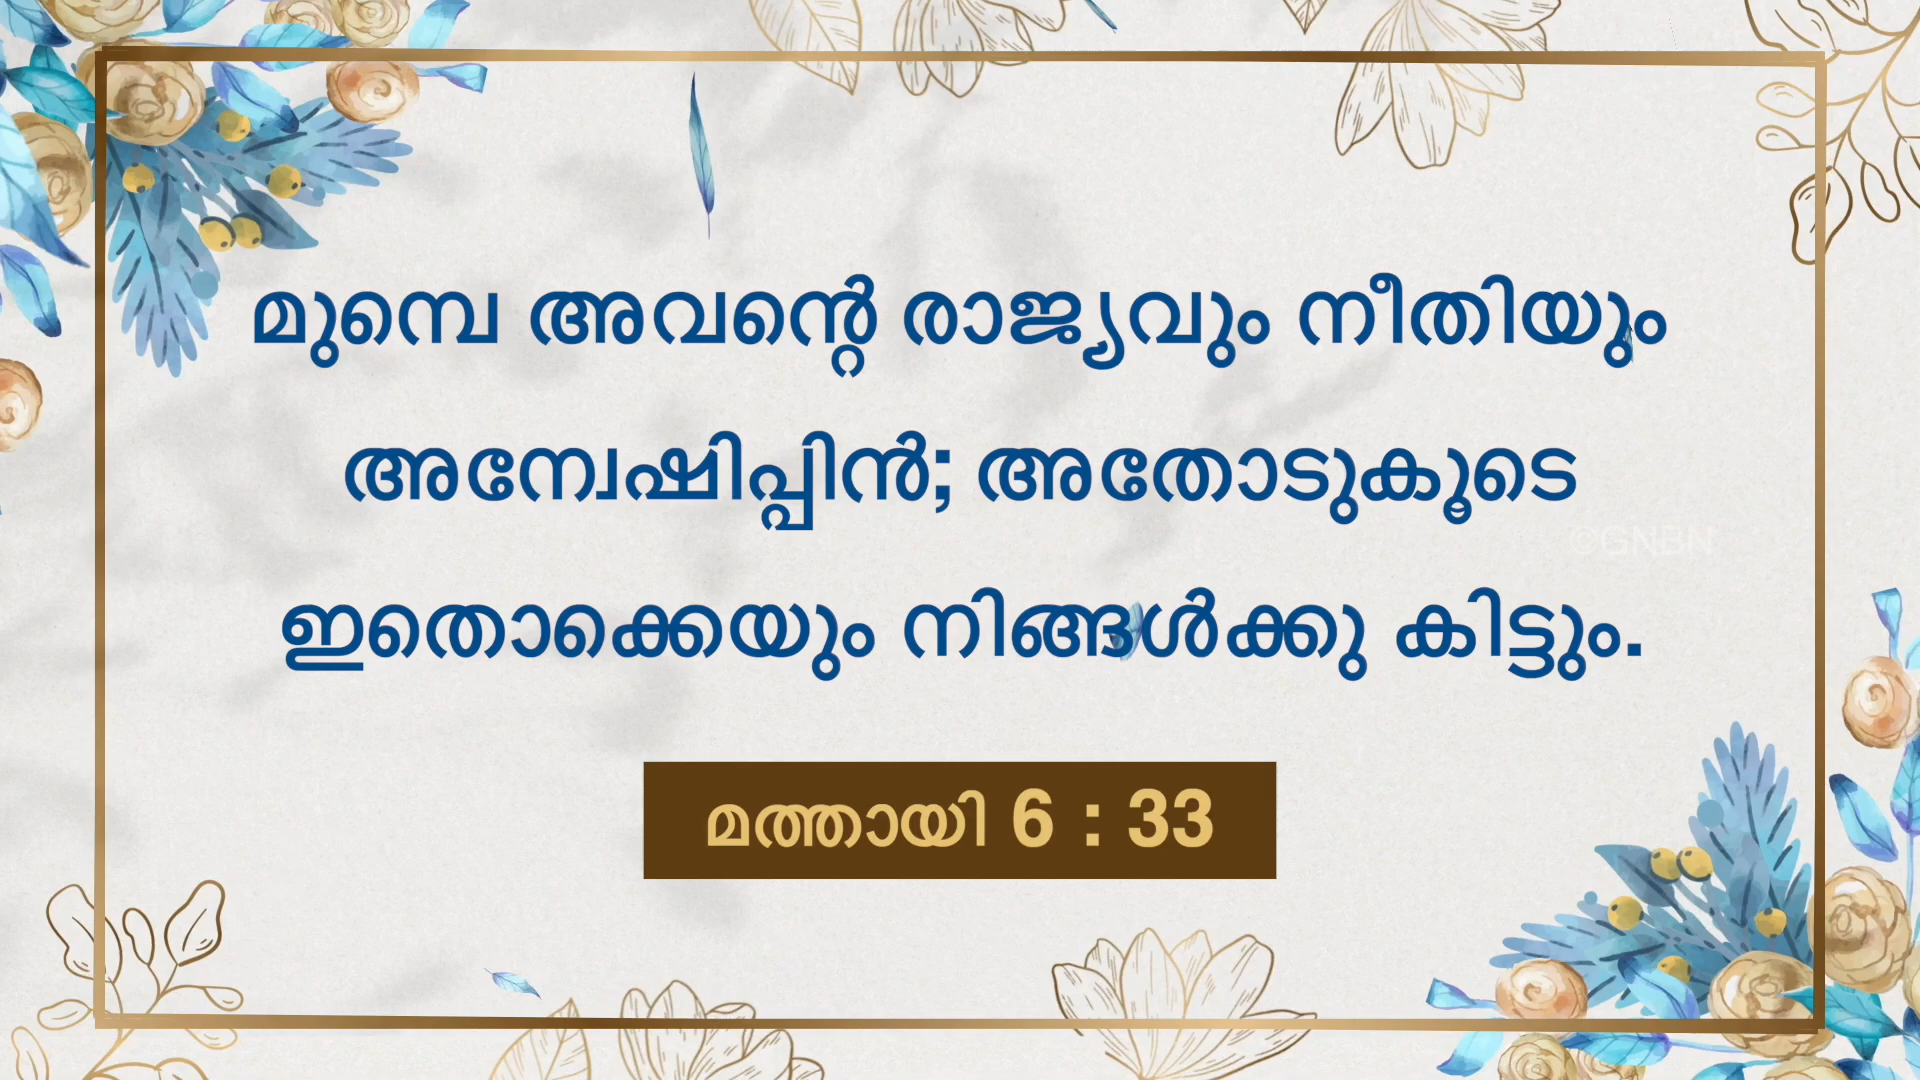 മുമ്പെ അവന്റെ രാജ്യവും നീതിയും
അന്വേഷിപ്പിൻ; അതോടുകൂടെ
©GNBN
ഇതൊക്കെയും നിങ്ങൾക്കു കിട്ടും.
മത്തായി 6 : 33